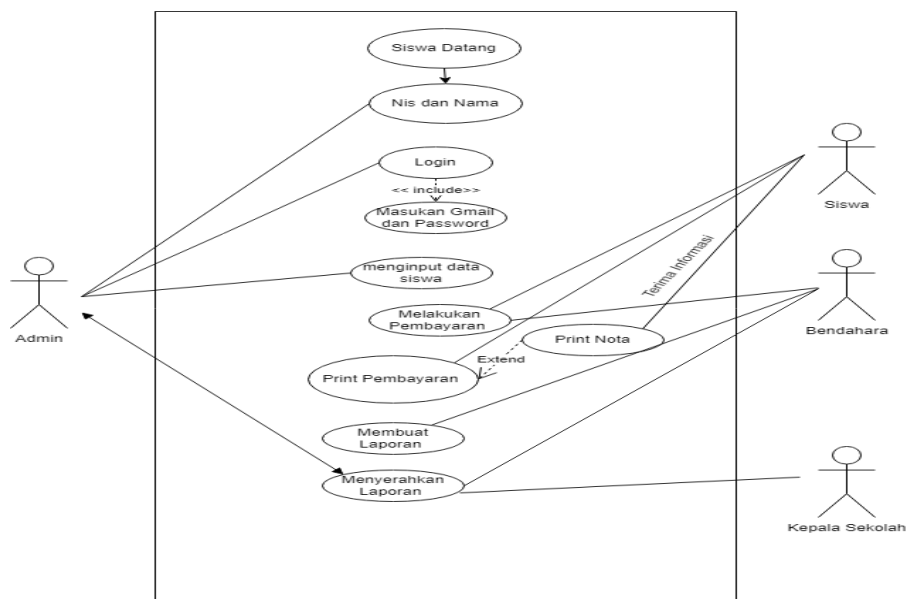 Siswa Datang
Nis dan Nama
Login
<< include>>
Masukan Gmail
dan Password
menginput data
siswa
Melakukan
Pembayaran
Print Nota
Extend
Print Pembayaran
Membuat
Laporan
Menyerahkan
Laporan
Admin
Terima Informasi
Siswa
Bendahara
Kepala Sekolah